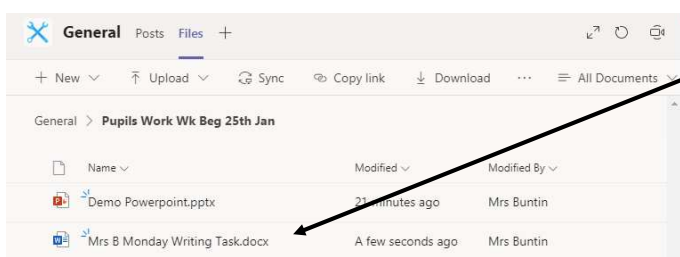 General Posts Files +
+ New Upload Sync Copy link Download ... All Documents
General > Pupils Work Wk Beg 25th Jan
Name Modified Modified By
Demo Powerpoint.pptx 21 minutes ago Mrs Buntin
Mrs B Monday Writing Task.docx A few seconds ago Mrs Buntin